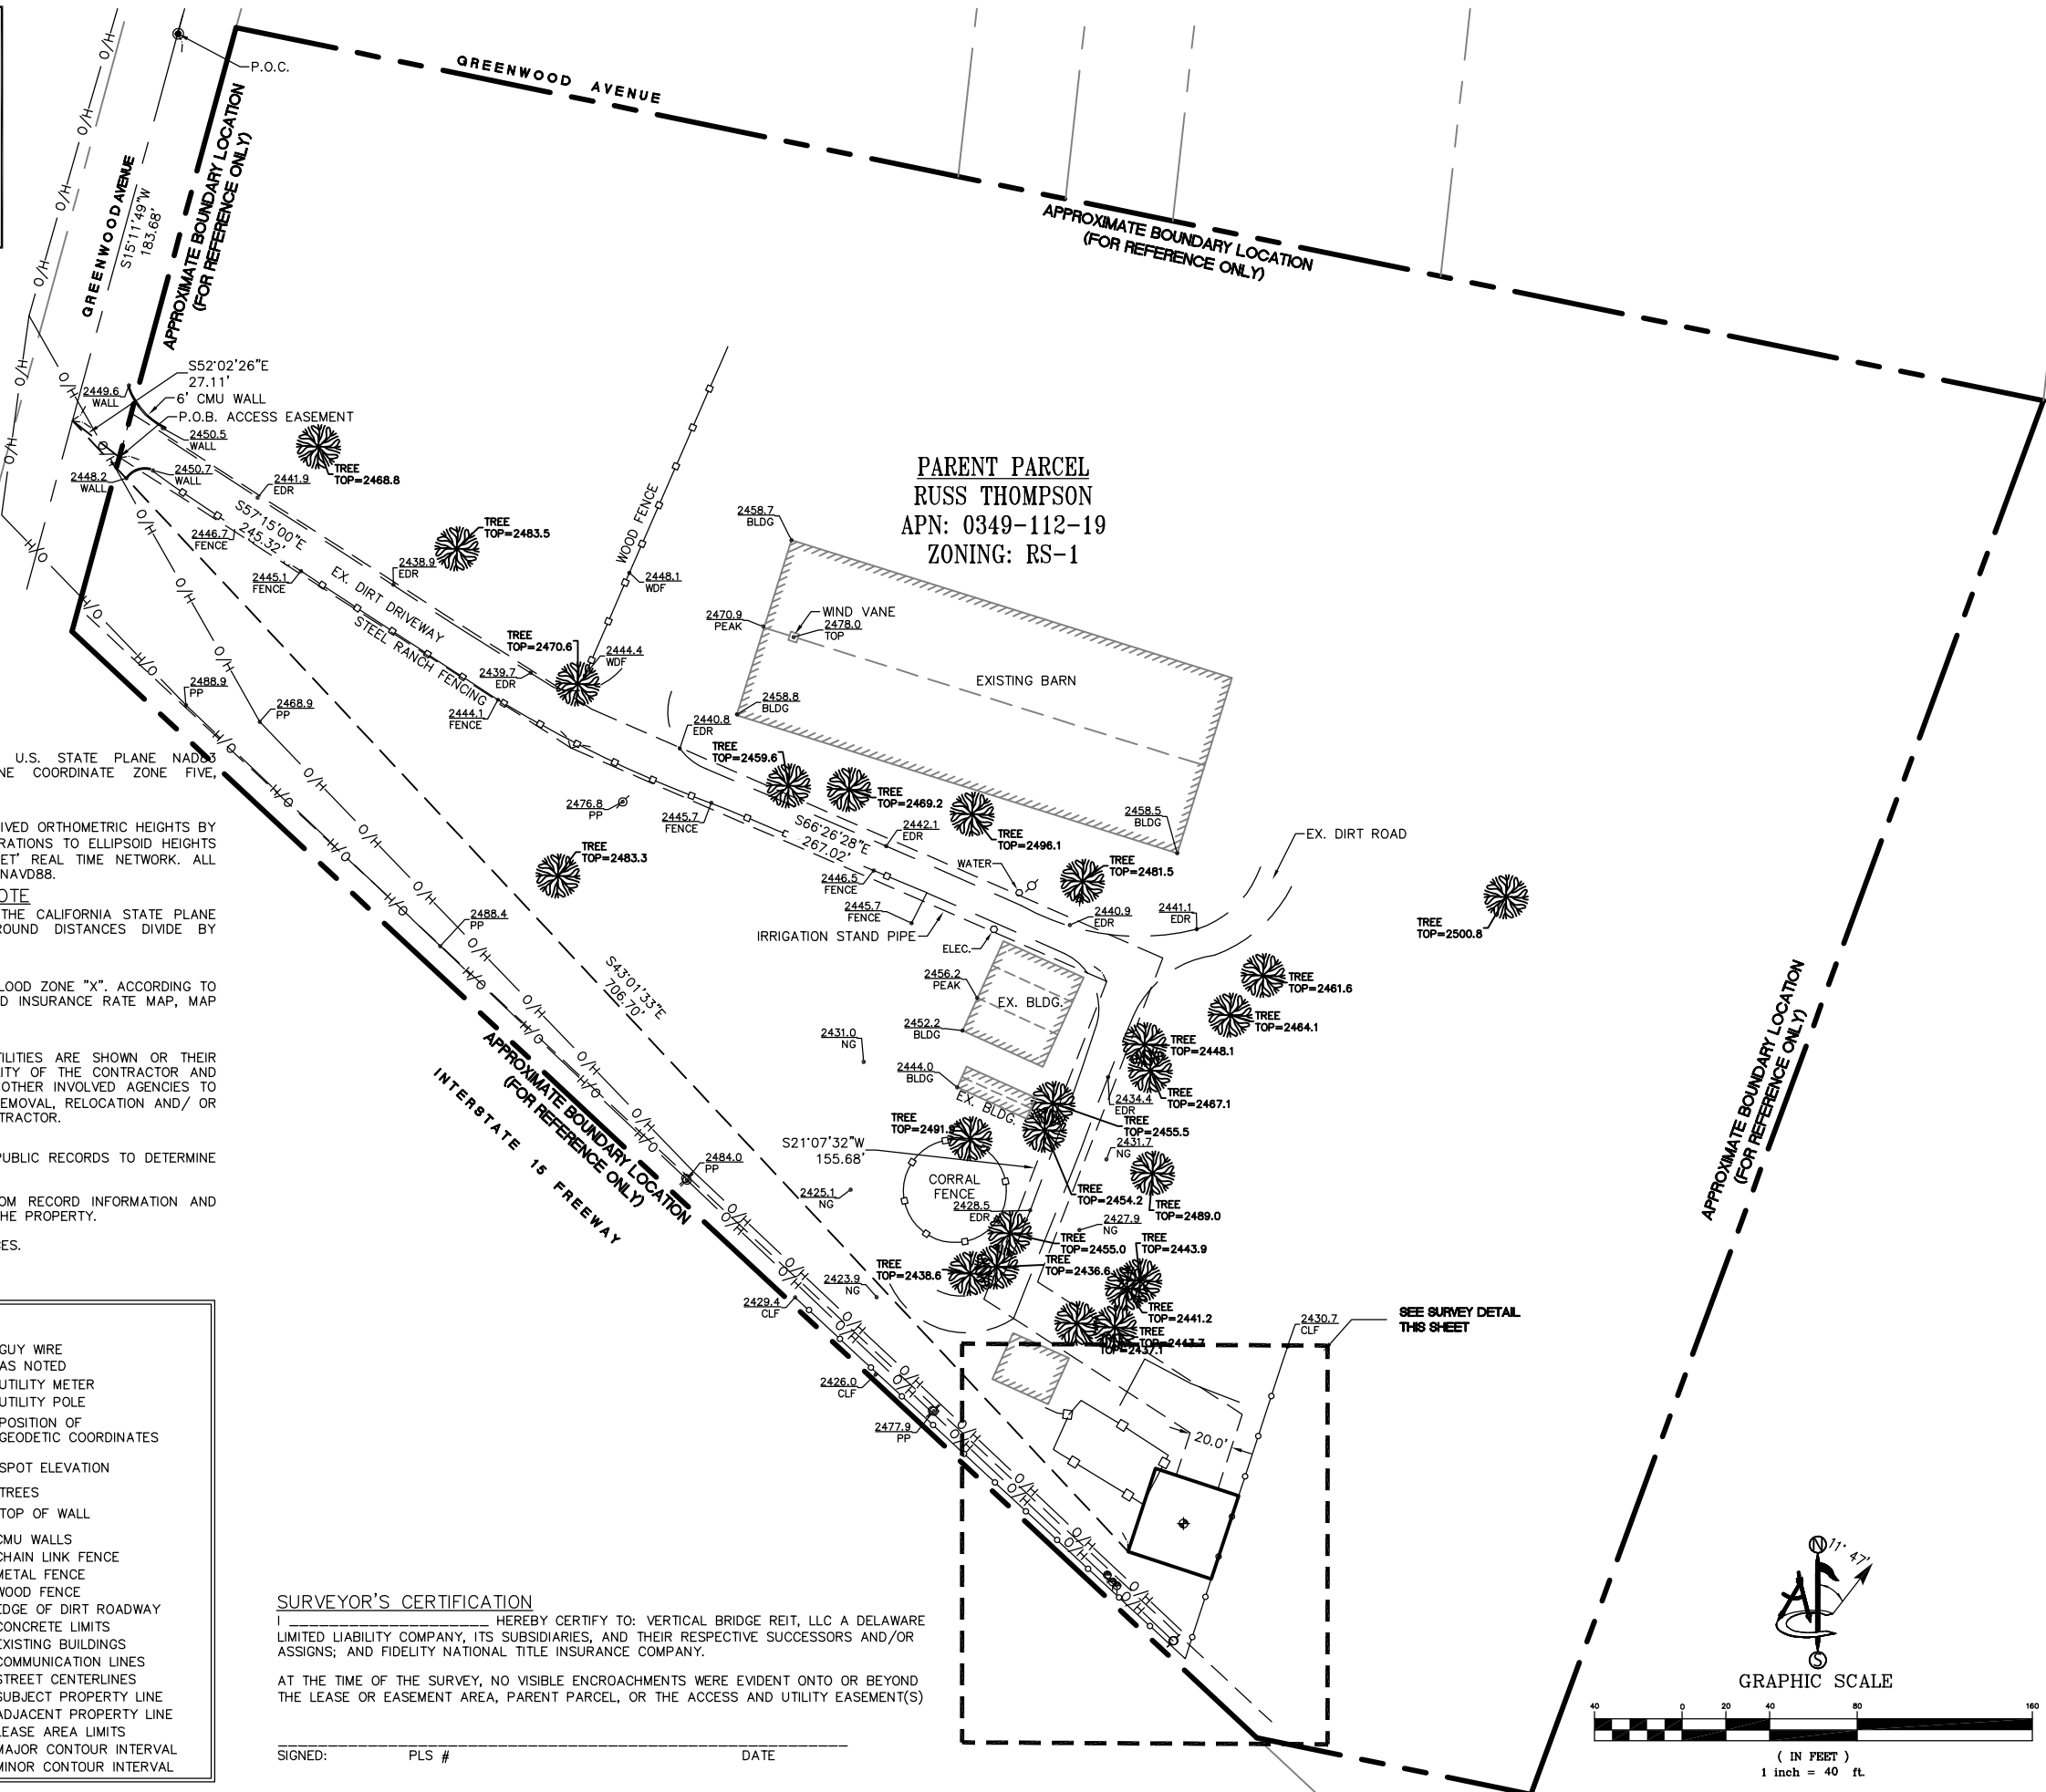 P.O.C.
GREENWOOD AVENUE
GREENWOOD AVENUE
S15°11'49"W
183.68'
APPROXIMATE BOUNDARY LOCATION
(FOR REFERENCE ONLY)
APPROXIMATE BOUNDARY LOCATION
(FOR REFERENCE ONLY)
S52°02'26"E
27.11'
6' CMU WALL
P.O.B. ACCESS EASEMENT
2449.6
WALL
2450.5
WALL
2448.2
WALL
2450.7
WALL
2441.9
EDR
TREE
TOP=2468.8
S57°15'00"E
245.32'
2446.7
FENCE
2445.1
FENCE
2438.9
EDR
TREE
TOP=2483.5
EX. DIRT DRIVEWAY
STEEL RANCH FENCING
WOOD FENCE
2448.1
WDF
TREE
TOP=2470.6
2444.4
WDF
2439.7
EDR
2444.1
FENCE
PARENT PARCEL
RUSS THOMPSON
APN: 0349-112-19
ZONING: RS-1
2458.7
BLDG
2470.9
PEAK
WIND VANE
2478.0
TOP
EXISTING BARN
2458.8
BLDG
2440.8
EDR
2458.5
BLDG
2488.9
PP
2468.9
PP
TREE
TOP=2459.6
TREE
TOP=2469.2
TREE
TOP=2496.1
TREE
TOP=2481.5
2476.8
PP
2445.7
FENCE
S66°26'28"E
267.02'
2442.1
EDR
WATER
2446.5
FENCE
2445.7
FENCE
IRRIGATION STAND PIPE
ELEC.
2440.9
EDR
2441.1
EDR
EX. DIRT ROAD
TREE
TOP=2500.8
TREE
TOP=2483.3
2488.4
PP
S43°01'33"E
706.70'
2456.2
PEAK
EX. BLDG.
2452.2
BLDG
2431.0
NG
2444.0
BLDG
EX. BLDG.
TREE
TOP=2461.6
TREE
TOP=2464.1
TREE
TOP=2448.1
TREE
TOP=2467.1
2434.4
EDR
TREE
TOP=2455.5
2431.7
NG
TREE
TOP=2491.9
S21°07'32"W
155.68'
CORRAL
FENCE
2428.5
EDR
TREE
TOP=2454.2
TREE
TOP=2489.0
2427.9
NG
2425.1
NG
2484.0
PP
TREE
TOP=2455.0
TREE
TOP=2443.9
TREE
TOP=2436.6
TREE
TOP=2438.6
TREE
TOP=2441.2
TREE
TOP=2443.7
TOP=2437.1
2423.9
NG
2429.4
CLF
2426.0
CLF
2477.9
PP
2430.7
CLF
SEE SURVEY DETAIL
THIS SHEET
20.0'
APPROXIMATE BOUNDARY LOCATION
(FOR REFERENCE ONLY)
INTERSTATE 15 FREEWAY
APPROXIMATE BOUNDARY LOCATION
(FOR REFERENCE ONLY)
U.S. STATE PLANE NAD83
NE COORDINATE ZONE FIVE,
IVED ORTHOMETRIC HEIGHTS BY
RATIONS TO ELLIPSOID HEIGHTS
ET' REAL TIME NETWORK. ALL
NAVD88.
OTE
THE CALIFORNIA STATE PLANE
ROUND DISTANCES DIVIDE BY
LOOD ZONE "X". ACCORDING TO
D INSURANCE RATE MAP, MAP
TILITIES ARE SHOWN OR THEIR
ITY OF THE CONTRACTOR AND
OTHER INVOLVED AGENCIES TO
EMOVAL, RELOCATION AND/ OR
TRACTOR.
PUBLIC RECORDS TO DETERMINE
OM RECORD INFORMATION AND
HE PROPERTY.
CES.
GUY WIRE
AS NOTED
UTILITY METER
UTILITY POLE
POSITION OF
GEODETIC COORDINATES
SPOT ELEVATION
TREES
TOP OF WALL
CMU WALLS
CHAIN LINK FENCE
METAL FENCE
WOOD FENCE
EDGE OF DIRT ROADWAY
CONCRETE LIMITS
EXISTING BUILDINGS
COMMUNICATION LINES
STREET CENTERLINES
SUBJECT PROPERTY LINE
ADJACENT PROPERTY LINE
LEASE AREA LIMITS
MAJOR CONTOUR INTERVAL
MINOR CONTOUR INTERVAL
SURVEYOR'S CERTIFICATION
I ____________________ HEREBY CERTIFY TO: VERTICAL BRIDGE REIT, LLC A DELAWARE
LIMITED LIABILITY COMPANY, ITS SUBSIDIARIES, AND THEIR RESPECTIVE SUCCESSORS AND/OR
ASSIGNS; AND FIDELITY NATIONAL TITLE INSURANCE COMPANY.
AT THE TIME OF THE SURVEY, NO VISIBLE ENCROACHMENTS WERE EVIDENT ONTO OR BEYOND
THE LEASE OR EASEMENT AREA, PARENT PARCEL, OR THE ACCESS AND UTILITY EASEMENT(S)
SIGNED: PLS # DATE
N
11° 47'
S
GRAPHIC SCALE
40 0 20 40 80 160
( IN FEET )
1 inch = 40 ft.